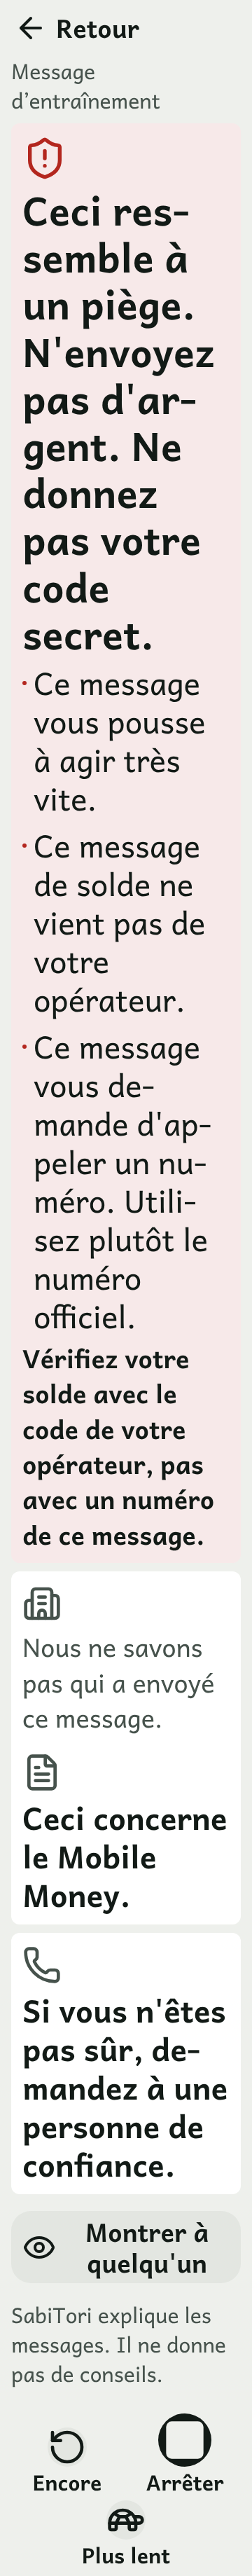 Retour
Message
d’entraînement
Ceci res-
semble à
un piège.
N'envoyez
pas d'ar-
gent. Ne
donnez
pas votre
code
secret.
Ce message
vous pousse
à agir très
vite.
Ce message
de solde ne
vient pas de
votre
opérateur.
Ce message
vous de-
mande d'ap-
peler un nu-
méro. Utili-
sez plutôt le
numéro
officiel.
Vérifiez votre
solde avec le
code de votre
opérateur, pas
avec un numéro
de ce message.
Nous ne savons
pas qui a envoyé
ce message.
Ceci concerne
le Mobile
Money.
Si vous n'êtes
pas sûr, de-
mandez à une
personne de
confiance.
Montrer à
quelqu'un
SabiTori explique les
messages. Il ne donne
pas de conseils.
Encore
Arrêter
Plus lent